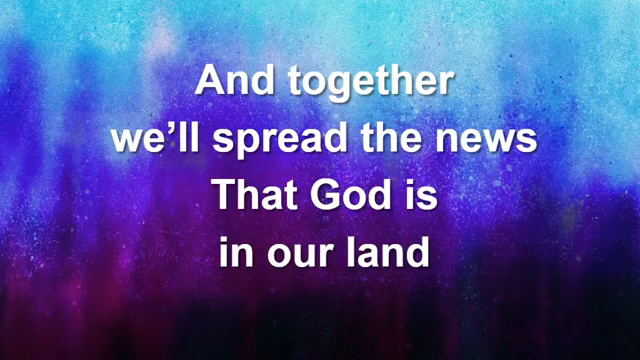 And together
we’ll spread the news
That God is
in our land